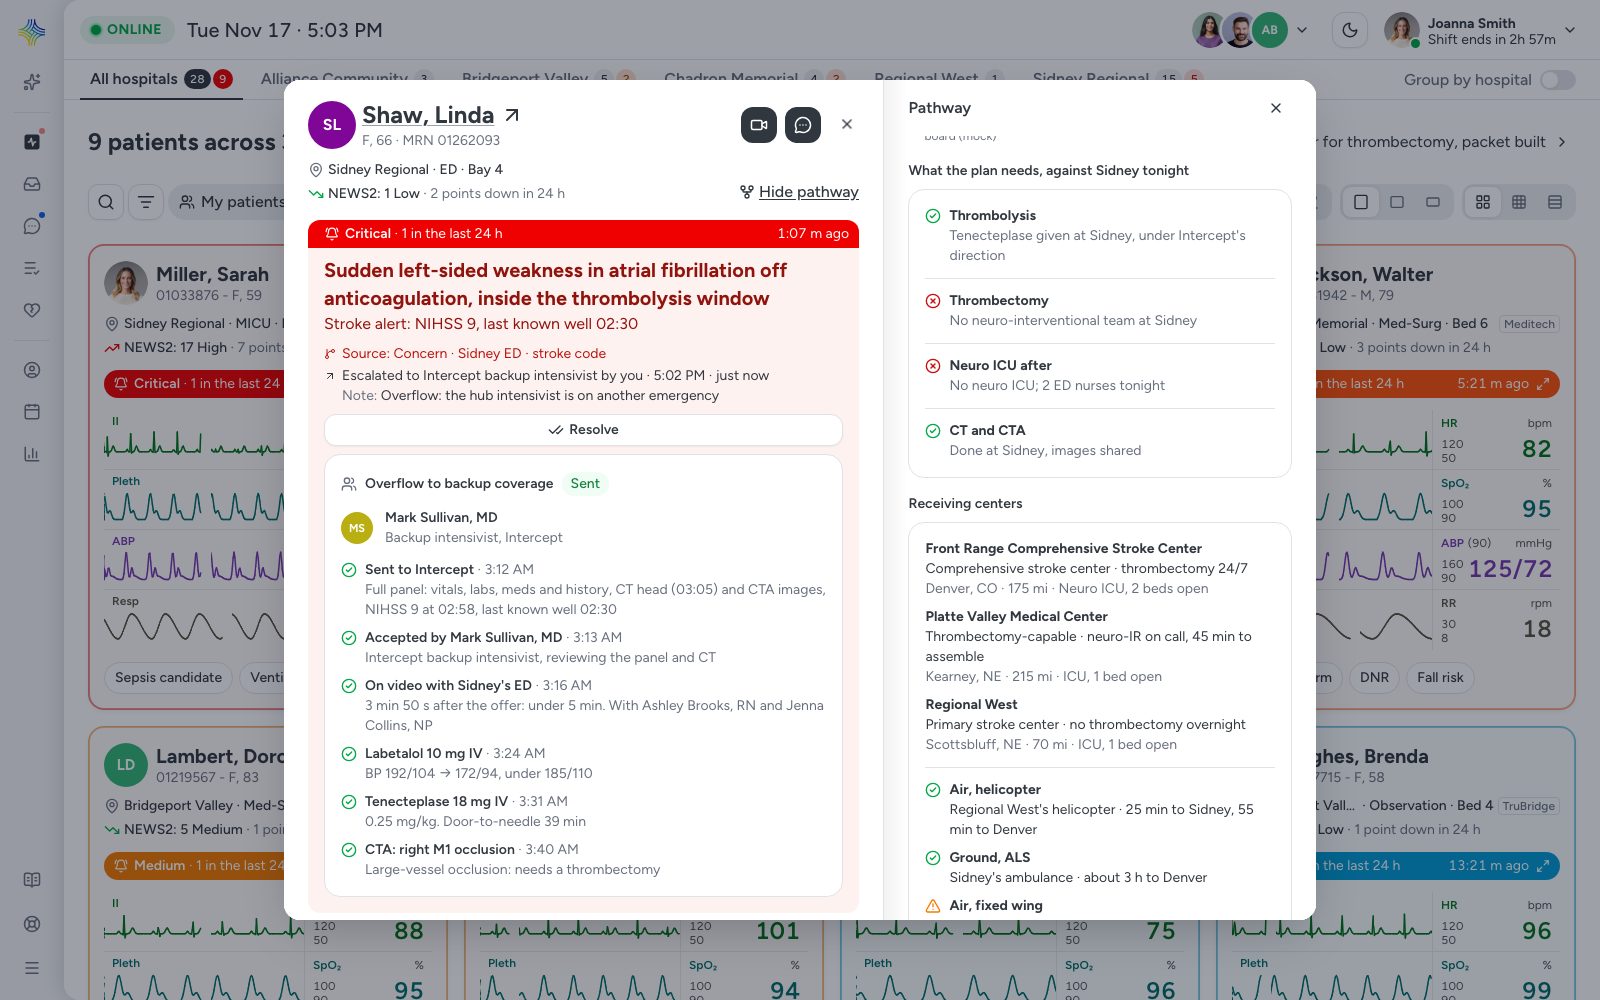 ONLINE
Tue Nov 17 · 5:03 PM
AB
Joanna Smith
Shift ends in 2h 57m
All hospitals 28 9
Alliance Community 3
Bridgeport Valley 5 2
Chadron Memorial 4 2
Regional West 1
Sidney Regional 15 5
Group by hospital
9 patients across
for thrombectomy, packet built
My patients
Miller, Sarah
01033876 - F, 59
Sidney Regional · MICU ·
NEWS2: 17 High · 7 points
Critical · 1 in the last 24
II
Pleth
ABP
Resp
Sepsis candidate
Venti
Lambert, Doro
01219567 - F, 83
Bridgeport Valley · Med-S
NEWS2: 5 Medium · 1 poin
Medium · 1 in the last 24
II
Pleth
SL
Shaw, Linda
F, 66 · MRN 01262093
Sidney Regional · ED · Bay 4
NEWS2: 1 Low · 2 points down in 24 h
Hide pathway
Critical · 1 in the last 24 h
1:07 m ago
Sudden left-sided weakness in atrial fibrillation off
anticoagulation, inside the thrombolysis window
Stroke alert: NIHSS 9, last known well 02:30
Source: Concern · Sidney ED · stroke code
Escalated to Intercept backup intensivist by you · 5:02 PM · just now
Note: Overflow: the hub intensivist is on another emergency
Resolve
Overflow to backup coverage Sent
MS
Mark Sullivan, MD
Backup intensivist, Intercept
Sent to Intercept · 3:12 AM
Full panel: vitals, labs, meds and history, CT head (03:05) and CTA images,
NIHSS 9 at 02:58, last known well 02:30
Accepted by Mark Sullivan, MD · 3:13 AM
Intercept backup intensivist, reviewing the panel and CT
On video with Sidney's ED · 3:16 AM
3 min 50 s after the offer: under 5 min. With Ashley Brooks, RN and Jenna
Collins, NP
Labetalol 10 mg IV · 3:24 AM
BP 192/104 → 172/94, under 185/110
Tenecteplase 18 mg IV · 3:31 AM
0.25 mg/kg. Door-to-needle 39 min
CTA: right M1 occlusion · 3:40 AM
Large-vessel occlusion: needs a thrombectomy
Pathway
board (mock)
What the plan needs, against Sidney tonight
Thrombolysis
Tenecteplase given at Sidney, under Intercept's
direction
Thrombectomy
No neuro-interventional team at Sidney
Neuro ICU after
No neuro ICU; 2 ED nurses tonight
CT and CTA
Done at Sidney, images shared
Receiving centers
Front Range Comprehensive Stroke Center
Comprehensive stroke center · thrombectomy 24/7
Denver, CO · 175 mi · Neuro ICU, 2 beds open
Platte Valley Medical Center
Thrombectomy-capable · neuro-IR on call, 45 min to
assemble
Kearney, NE · 215 mi · ICU, 1 bed open
Regional West
Primary stroke center · no thrombectomy overnight
Scottsbluff, NE · 70 mi · ICU, 1 bed open
Air, helicopter
Regional West's helicopter · 25 min to Sidney, 55
min to Denver
Ground, ALS
Sidney's ambulance · about 3 h to Denver
Air, fixed wing
ckson, Walter
1942 - M, 79
Memorial · Med-Surg · Bed 6 Meditech
Low · 3 points down in 24 h
n the last 24 h
5:21 m ago
HR bpm
120
50
82
SpO₂ %
100
90
95
ABP (90) mmHg
160
90
125/72
RR rpm
30
8
18
rm
DNR
Fall risk
LD
ghes, Brenda
7715 - F, 58
t Vall... · Observation · Bed 4 TruBridge
Low · 1 point down in 24 h
n the last 24 h
13:21 m ago
120
50
88
SpO₂ %
100
90
95
Pleth
120
50
101
SpO₂ %
100
90
94
Pleth
120
50
75
SpO₂ %
100
90
96
Pleth
HR bpm
120
50
96
SpO₂ %
100
90
99